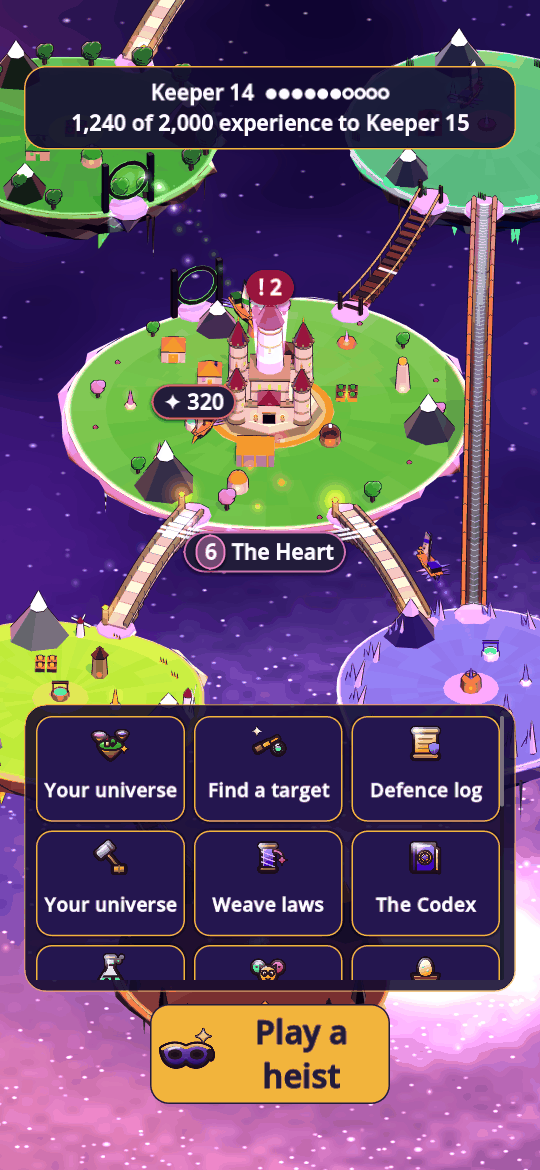 Keeper 14
1,240 of 2,000 experience to Keeper 15
! 2
320
6 The Heart
Your universe
Find a target
Defence log
Your universe
Weave laws
The Codex
Play a
heist